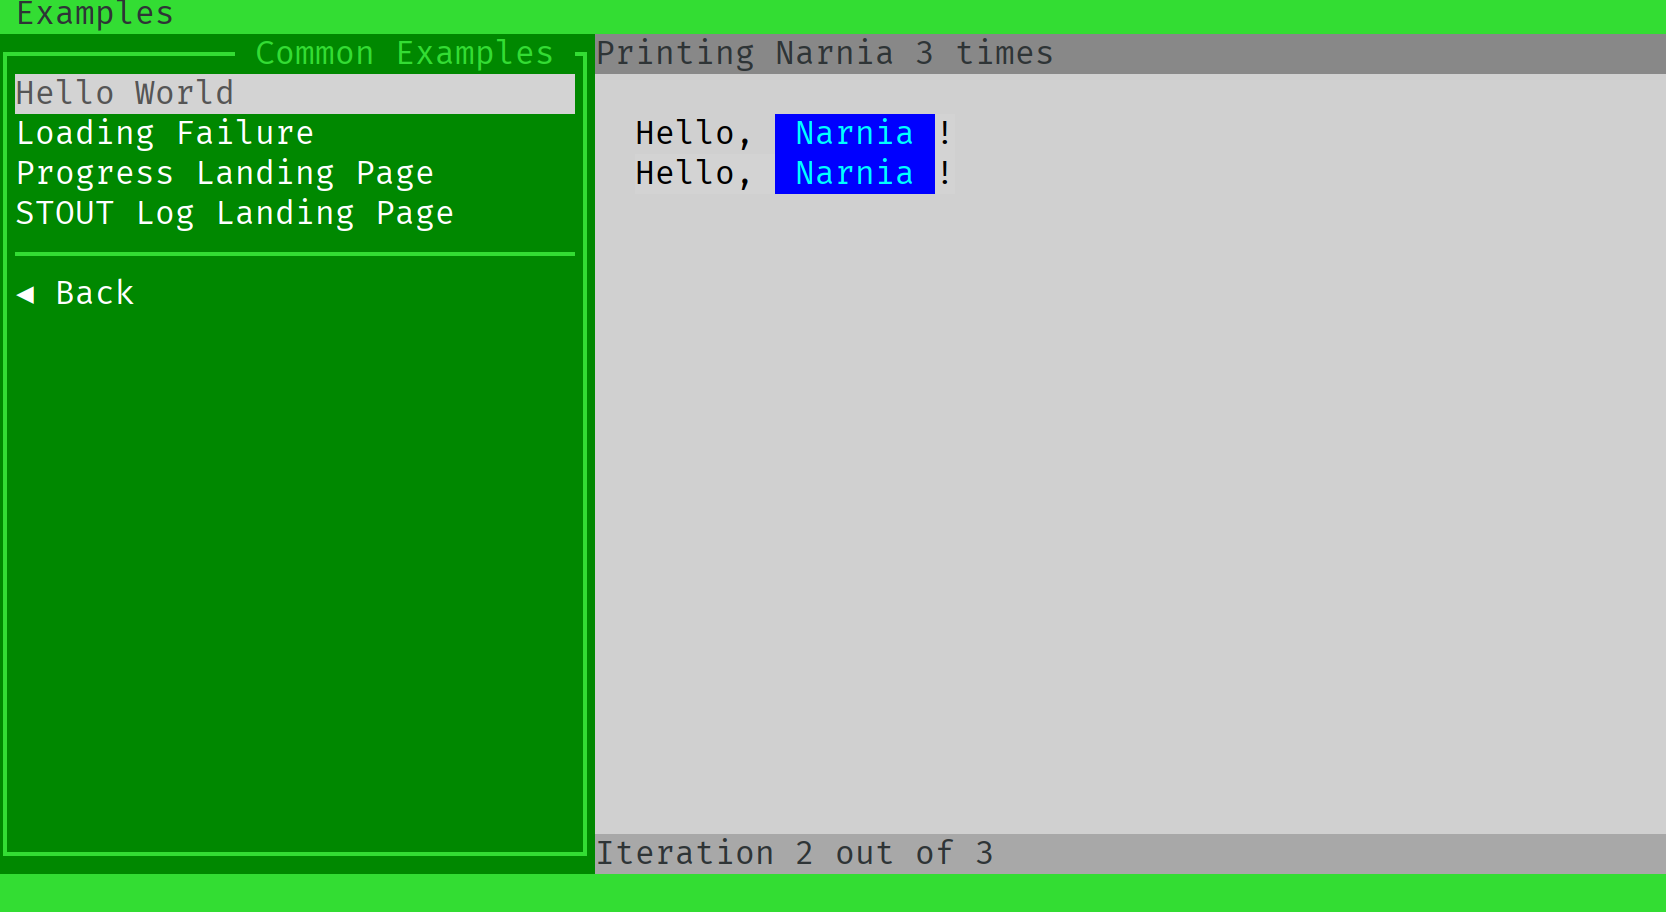 Examples
Common Examples
Hello World
Loading Failure
Progress Landing Page
STOUT Log Landing Page
◀ Back
Printing Narnia 3 times
Hello, Narnia !
Hello, Narnia !
Iteration 2 out of 3